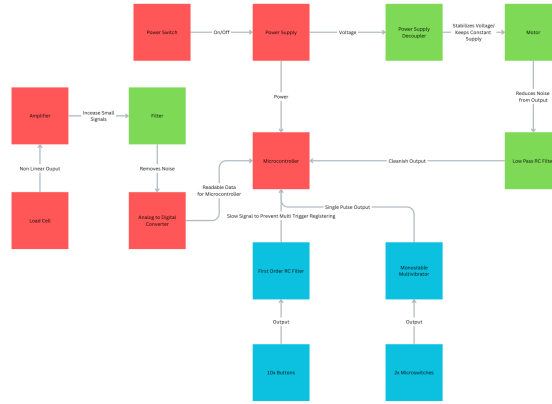 Power Switch
On/Off
Power Supply
Voltage
Power Supply
Decoupler
Stabilizes Voltage/
Keeps Constant
Supply
Motor
Reduces Noise
from Output
Amplifier
Incease Small
Signals
Filter
Power
Non Linear Ouput
Removes Noise
Microcontroller
Cleanish Output
Low Pass RC Filter
Readable Data
for Microcontroller
Load Cell
Analog to Digital
Converter
Single Pulse Output
Slow Signal to Prevent Multi Trigger Registering
First Order RC Filter
Monostable
Multivibrator
Output
Output
10x Buttons
2x Microswitches